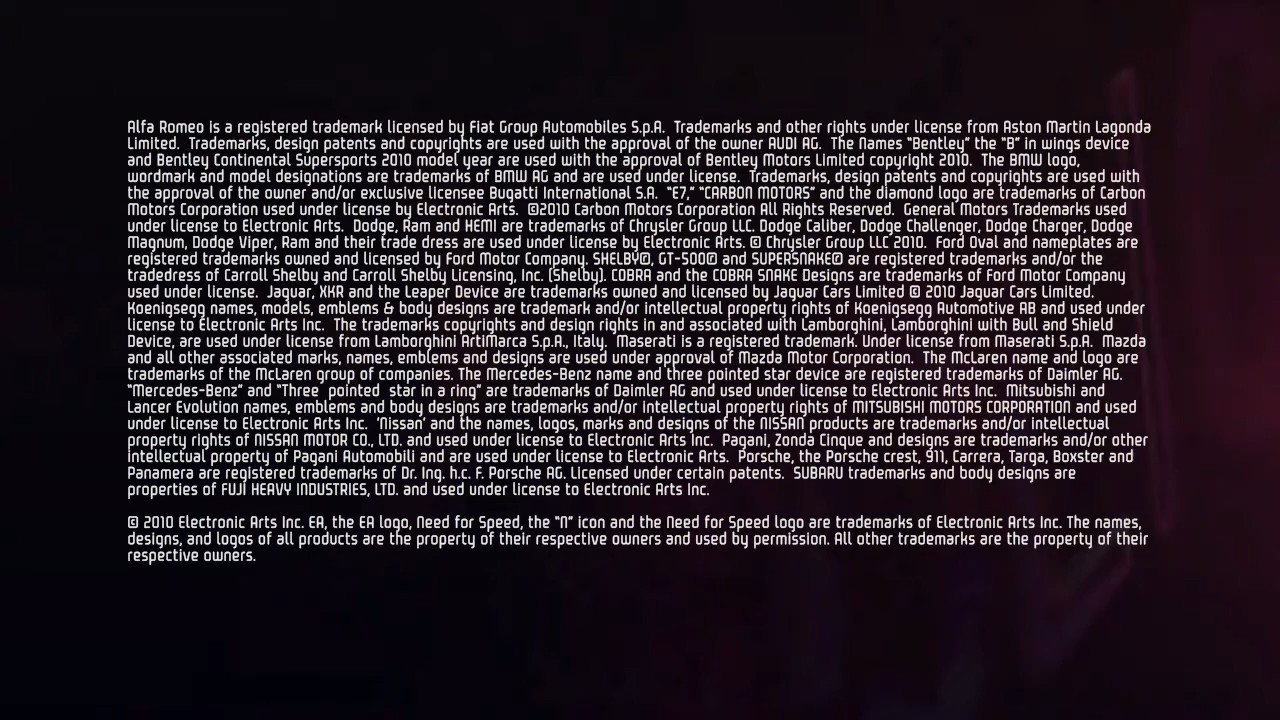 Alfa Romeo is a registered trademark licensed by Fiat Group Automobiles S.p.A.  Trademarks and other rights under license from Aston Martin Lagonda
Limited.  Trademarks, design patents and copyrights are used with the approval of the owner AUDI AG.  The Names “Bentley” the “B” in wings device
and Bentley Continental Supersports 2010 model year are used with the approval of Bentley Motors Limited copyright 2010.  The BMW logo,
wordmark and model designations are trademarks of BMW AG and are used under license.  Trademarks, design patents and copyrights are used with
the approval of the owner and/or exclusive licensee Bugatti International S.A.  “E7,” “CARBON MOTORS” and the diamond logo are trademarks of Carbon
Motors Corporation used under license by Electronic Arts.  ©2010 Carbon Motors Corporation All Rights Reserved.  General Motors Trademarks used
under license to Electronic Arts.  Dodge, Ram and HEMI are trademarks of Chrysler Group LLC. Dodge Caliber, Dodge Challenger, Dodge Charger, Dodge
Magnum, Dodge Viper, Ram and their trade dress are used under license by Electronic Arts. © Chrysler Group LLC 2010.  Ford Oval and nameplates are
registered trademarks owned and licensed by Ford Motor Company. SHELBY®, GT-500® and SUPERSNAKE® are registered trademarks and/or the
tradedress of Carroll Shelby and Carroll Shelby Licensing, Inc. (Shelby). COBRA and the COBRA SNAKE Designs are trademarks of Ford Motor Company
used under license.  Jaguar, XKR and the Leaper Device are trademarks owned and licensed by Jaguar Cars Limited © 2010 Jaguar Cars Limited.
Koenigsegg names, models, emblems & body designs are trademark and/or intellectual property rights of Koenigsegg Automotive AB and used under
license to Electronic Arts Inc.  The trademarks copyrights and design rights in and associated with Lamborghini, Lamborghini with Bull and Shield
Device, are used under license from Lamborghini ArtiMarca S.p.A., Italy.  Maserati is a registered trademark. Under license from Maserati S.p.A.  Mazda
and all other associated marks, names, emblems and designs are used under approval of Mazda Motor Corporation.  The McLaren name and logo are
trademarks of the McLaren group of companies. The Mercedes-Benz name and three pointed star device are registered trademarks of Daimler AG.
“Mercedes-Benz” and “Three  pointed  star in a ring” are trademarks of Daimler AG and used under license to Electronic Arts Inc.  Mitsubishi and
Lancer Evolution names, emblems and body designs are trademarks and/or intellectual property rights of MITSUBISHI MOTORS CORPORATION and used
under license to Electronic Arts Inc.  ‘Nissan’ and the names, logos, marks and designs of the NISSAN products are trademarks and/or intellectual
property rights of NISSAN MOTOR CO., LTD. and used under license to Electronic Arts Inc.  Pagani, Zonda Cinque and designs are trademarks and/or other
intellectual property of Pagani Automobili and are used under license to Electronic Arts.  Porsche, the Porsche crest, 911, Carrera, Targa, Boxster and
Panamera are registered trademarks of Dr. Ing. h.c. F. Porsche AG. Licensed under certain patents.  SUBARU trademarks and body designs are
properties of FUJI HEAVY INDUSTRIES, LTD. and used under license to Electronic Arts Inc.
© 2010 Electronic Arts Inc. EA, the EA logo, Need for Speed, the “N” icon and the Need for Speed logo are trademarks of Electronic Arts Inc. The names,
designs, and logos of all products are the property of their respective owners and used by permission. All other trademarks are the property of their
respective owners.